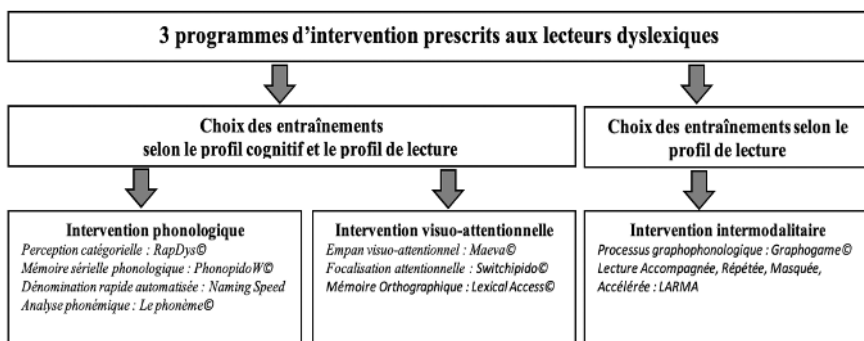 3 programmes d'intervention prescrits aux lecteurs dyslexiques
Choix des entraînements
selon le profil cognitif et le profil de lecture
Choix des entraînements selon le
profil de lecture
Intervention phonologique
Perception catégorielle : RapDys©
Mémoire sérielle phonologique : PhonopidoW©
Dénomination rapide automatisée : Naming Speed
Analyse phonémique : Le phonème©
Intervention visuo-attentionnelle
Empan visuo-attentionnel : Maeva©
Focalisation attentionnelle : Switchipido©
Mémoire Orthographique : Lexical Access©
Intervention intermodalitaire
Processus graphophonologique : Graphogame©
Lecture Accompagnée, Répétée, Masquée,
Accélérée : LARMA